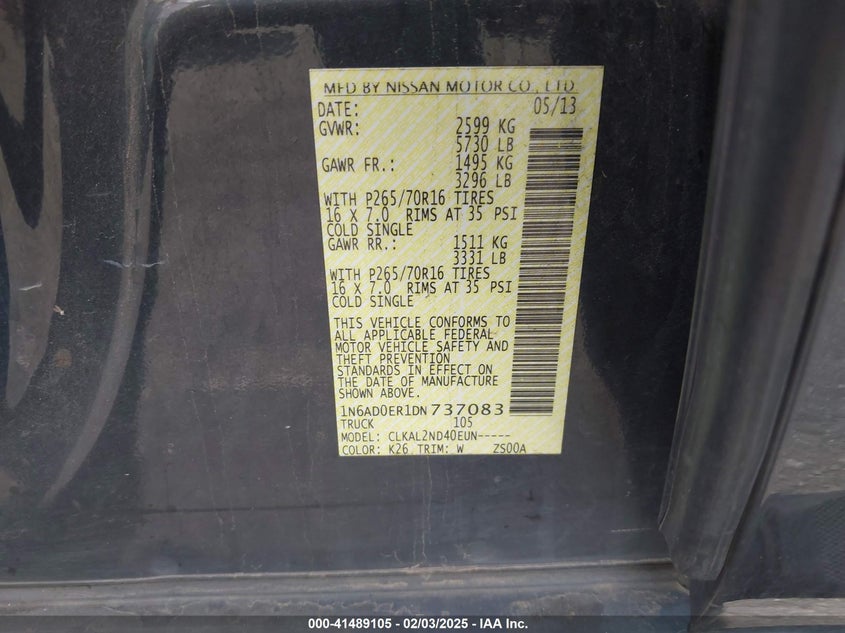 MFD BY NISSAN MOTOR CO., LTD
DATE: 05/13
GVWR: 2599 KG
5730 LB
GAWR FR.: 1495 KG
3296 LB
WITH P265/70R16 TIRES
16 X 7.0 RIMS AT 35 PSI
COLD SINGLE
GAWR RR.: 1511 KG
3331 LB
WITH P265/70R16 TIRES
16 X 7.0 RIMS AT 35 PSI
COLD SINGLE
THIS VEHICLE CONFORMS TO
ALL APPLICABLE FEDERAL
MOTOR VEHICLE SAFETY AND
THEFT PREVENTION
STANDARDS IN EFFECT ON
THE DATE OF MANUFACTURE
SHOWN ABOVE.
1N6AD0ER1DN737083
TRUCK 105
MODEL: CLKAL2ND40EUN-----
COLOR: K26 TRIM: W ZS00A
000-41489105 - 02/03/2025 - IAA Inc.